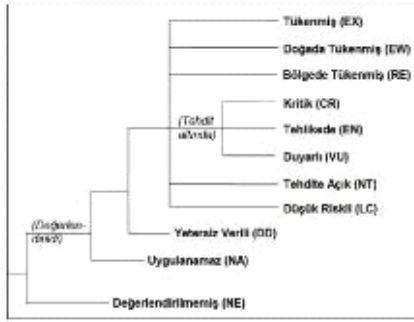 Tükenmiş (EX)
Doğada Tükenmiş (EW)
Bölgede Tükenmiş (RE)
Kritik (CR)
(Tehdit
altında)
Tehlikede (EN)
Duyarlı (VU)
Tehdite Açık (NT)
Düşük Riskli (LC)
(Değerlen-
dirildi)
Yetersiz Verili (DD)
Uygulanamaz (NA)
Değerlendirilmemiş (NE)